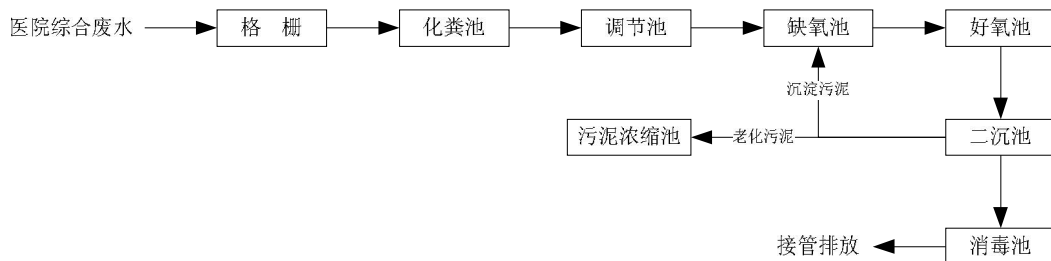 医院综合废水
格 栅
化粪池
调节池
缺氧池
好氧池
沉淀污泥
污泥浓缩池
老化污泥
二沉池
接管排放
消毒池